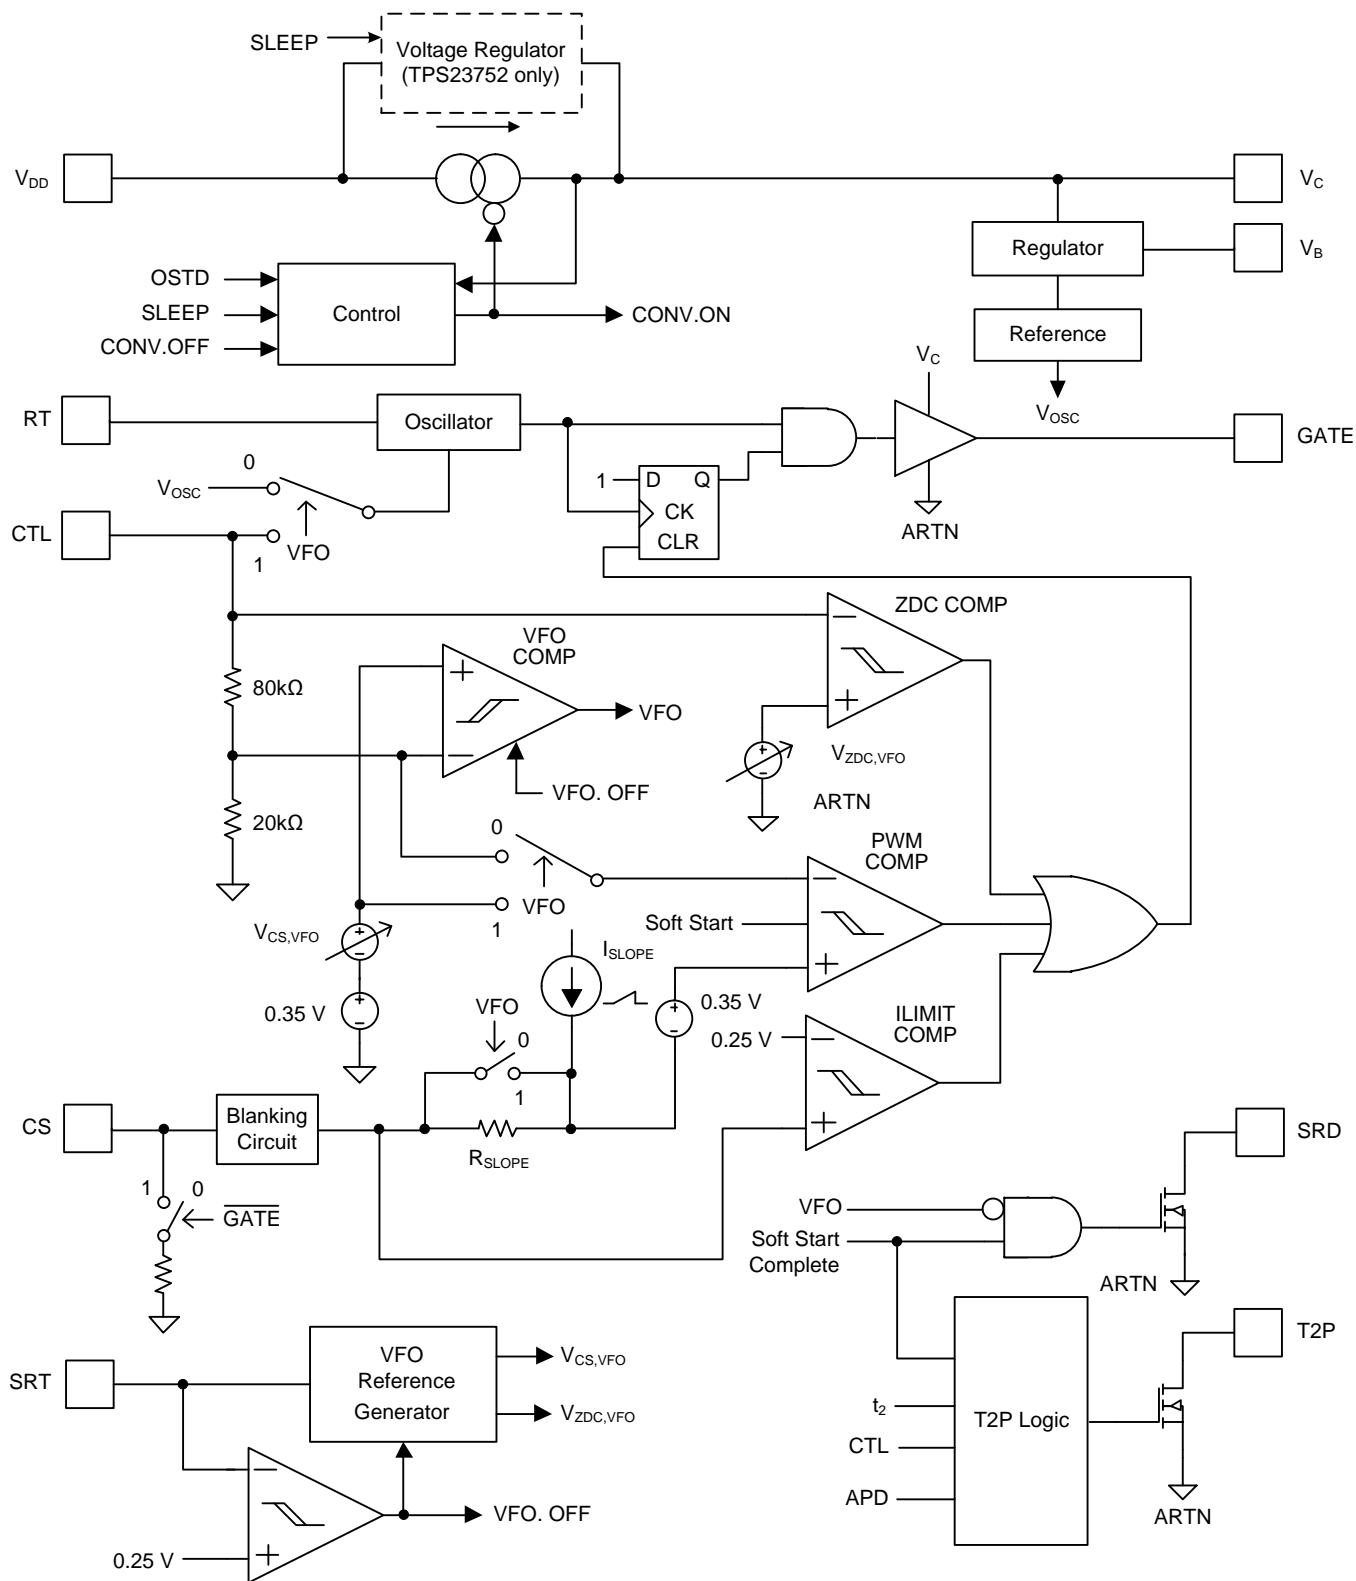 SLEEP
Voltage Regulator
(TPS23752 only)
VDD
VC
Regulator
VB
OSTD
SLEEP
CONV.OFF
Control
CONV.ON
Reference
VC
VOSC
RT
Oscillator
GATE
0
VOSC
1
D
Q
CK
CLR
ARTN
CTL
1
VFO
ZDC COMP
−
+
VFO
COMP
+
−
VFO
80kΩ
VFO. OFF
+
−
VZDC,VFO
ARTN
20kΩ
0
VFO
1
PWM
COMP
−
Soft Start
+
VCS,VFO
+
−
ISLOPE
0.35 V
+
−
VFO
0
1
+
−
0.35 V
ILIMIT
COMP
0.25 V
−
+
CS
Blanking
Circuit
RSLOPE
1
0
GATE
SRD
VFO
Soft Start
Complete
ARTN
T2P
SRT
VFO
Reference
Generator
VCS,VFO
VZDC,VFO
t2
CTL
APD
T2P Logic
ARTN
−
+
VFO. OFF
0.25 V